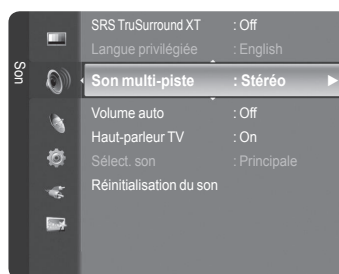 Son
SRS TruSurround XT : Off
Langue privilégiée : English
Son multi-piste : Stéréo
Volume auto : Off
Haut-parleur TV : On
Sélect. son : Principale
Réinitialisation du son